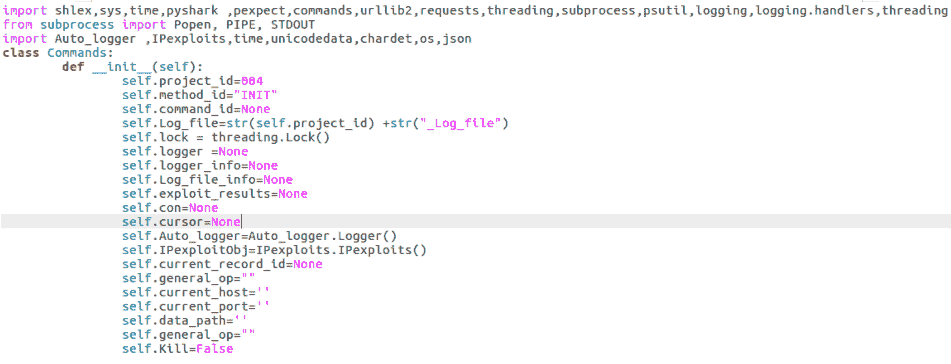 import shlex,sys,time,pyshark ,pexpect,commands,urllib2,requests,threading,subprocess,psutil,logging,logging.handlers,threading
from subprocess import Popen, PIPE, STDOUT
import Auto_logger ,IPexploits,time,unicodedata,chardet,os,json
class Commands:
        def __init__(self):
                self.project_id=004
                self.method_id="INIT"
                self.command_id=None
                self.Log_file=str(self.project_id) +str("_Log_file")
                self.lock = threading.Lock()
                self.logger =None
                self.logger_info=None
                self.Log_file_info=None
                self.exploit_results=None
                self.con=None
                self.cursor=None
                self.Auto_logger=Auto_logger.Logger()
                self.IPexploitObj=IPexploits.IPexploits()
                self.current_record_id=None
                self.general_op=""
                self.current_host=''
                self.current_port=''
                self.data_path=''
                self.general_op=""
                self.Kill=False